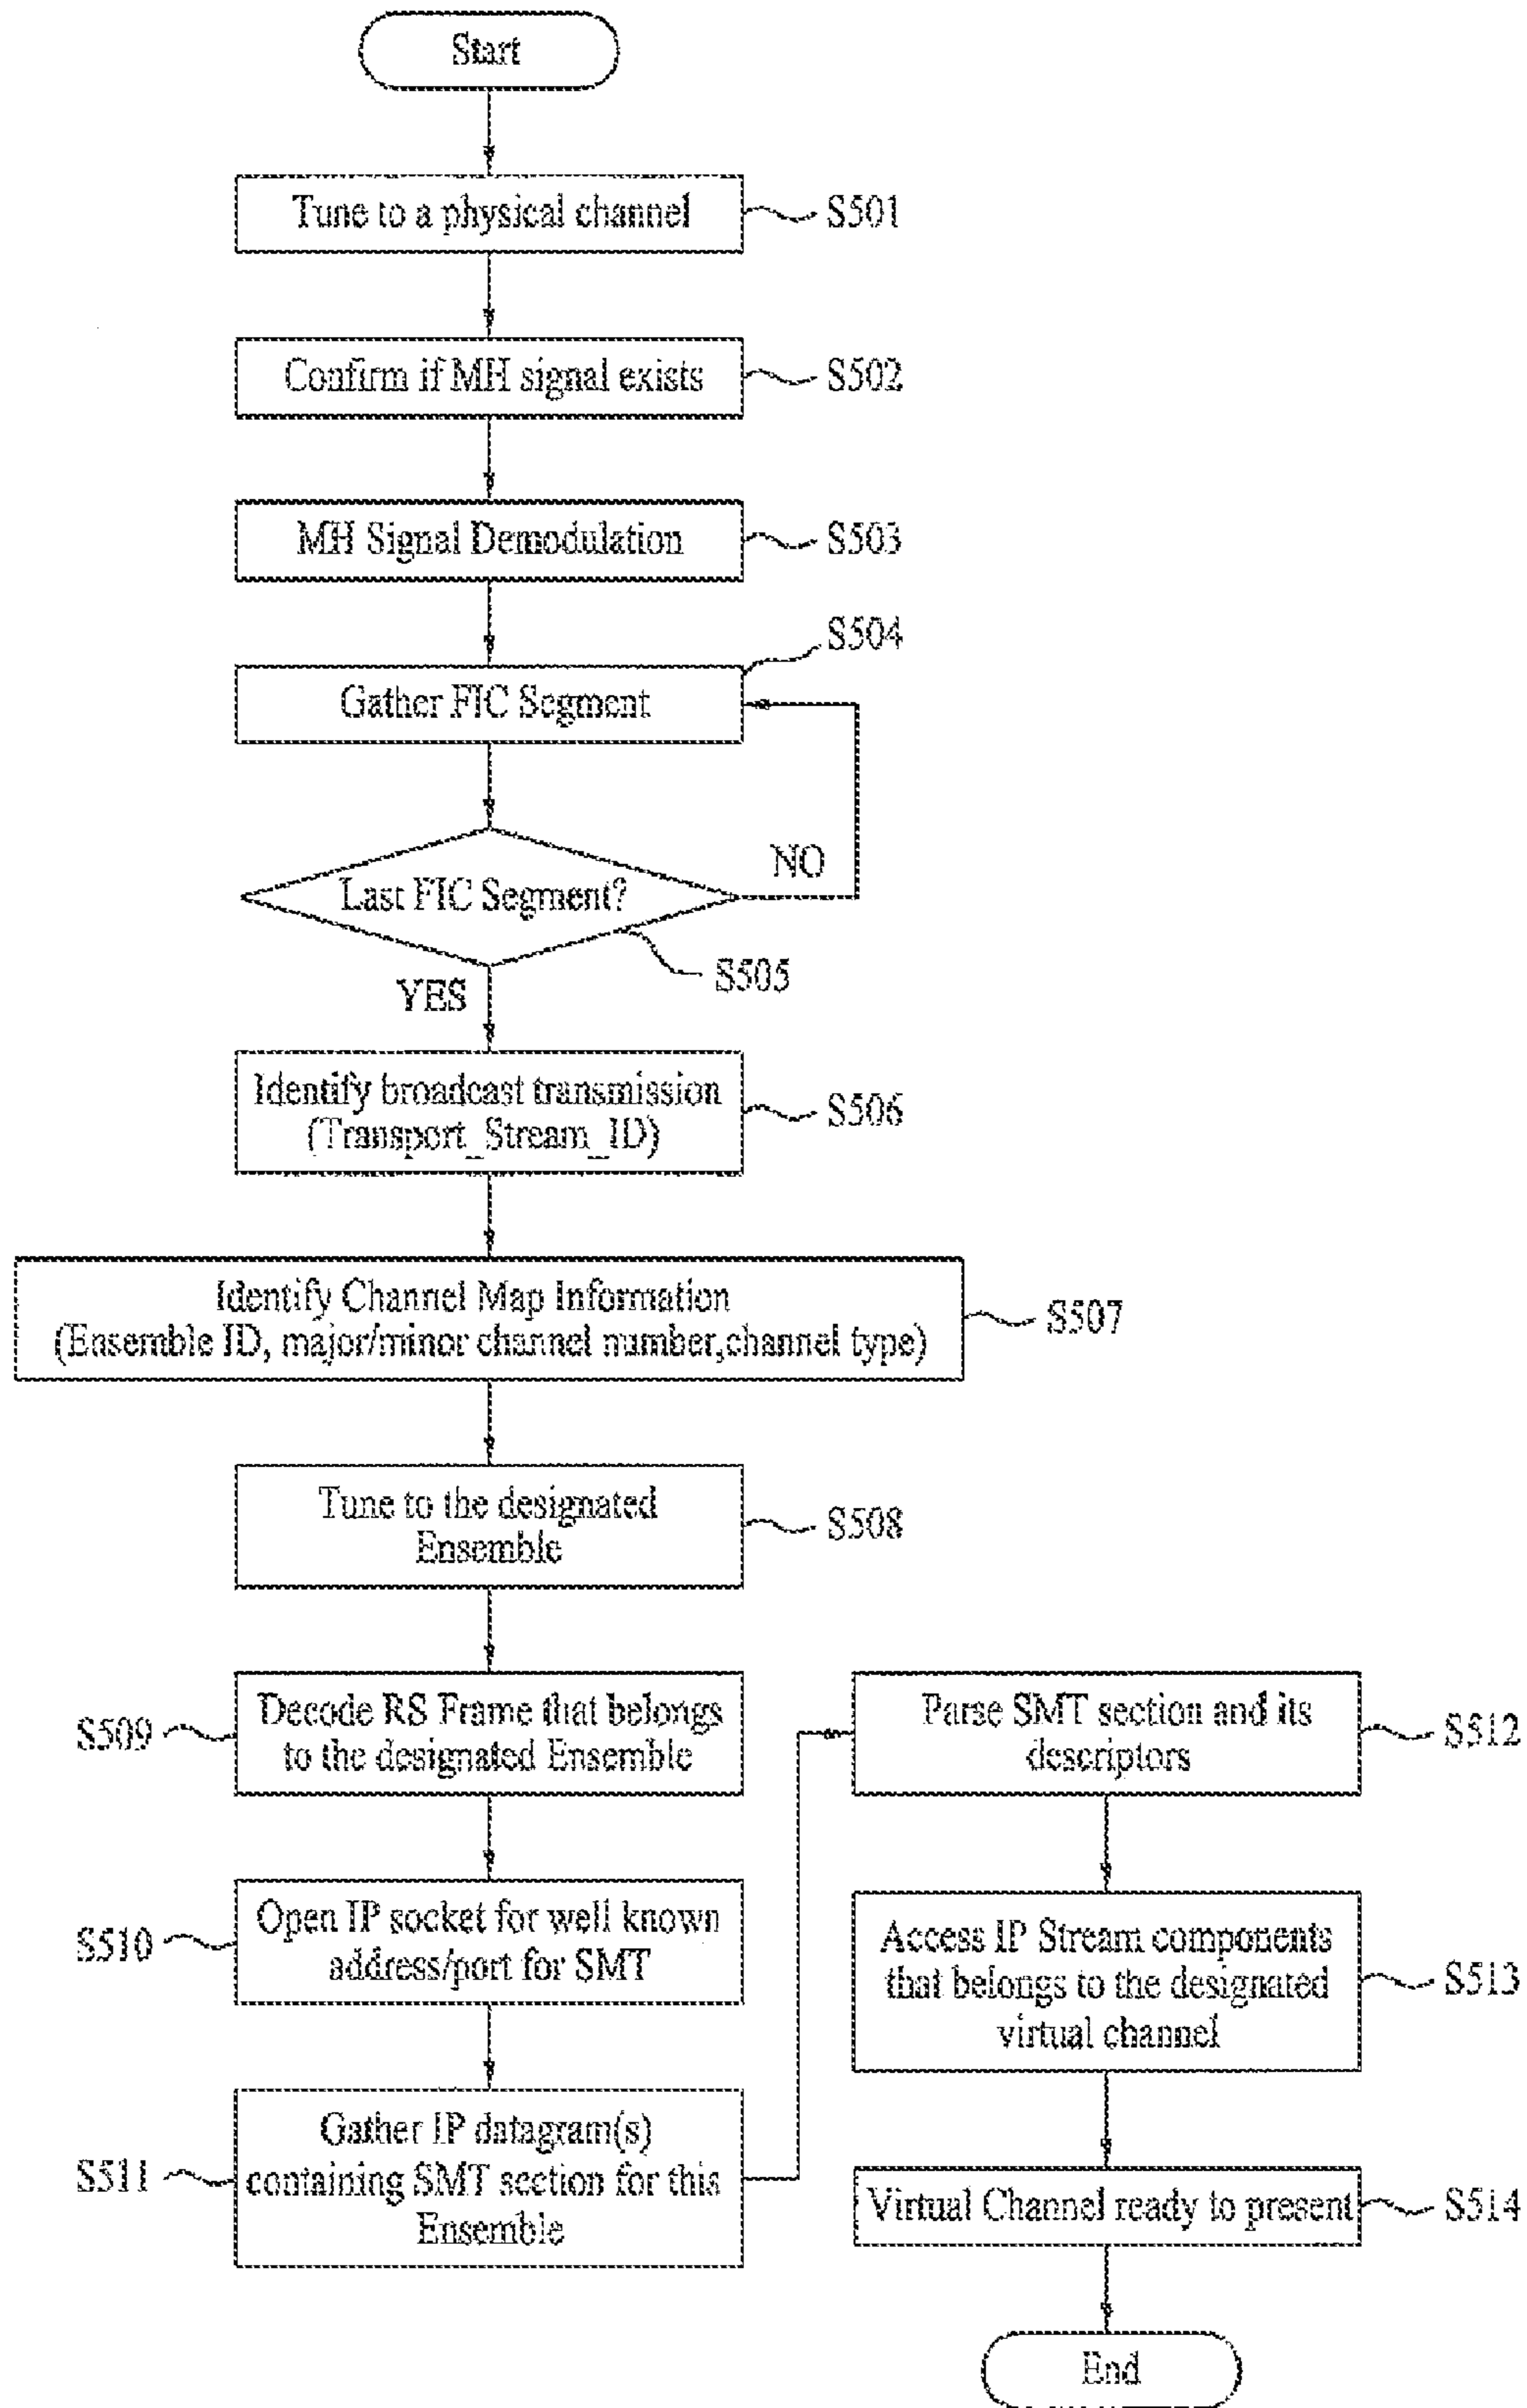 Start
Tune to a physical channel
S501
Confirm if MH signal exists
S502
MH Signal Demodulation
S503
S504
Gather FIC Segment
NO
Last FIC Segment?
S505
YES
Identify broadcast transmission
(Transport_Stream_ID)
S506
Identify Channel Map Information
(Ensemble ID, major/minor channel number,channel type)
S507
Tune to the designated
Ensemble
S508
S509
Decode RS Frame that belongs
to the designated Ensemble
S510
Open IP socket for well known
address/port for SMT
S511
Gather IP datagram(s)
containing SMT section for this
Ensemble
Parse SMT section and its
descriptors
S512
Access IP Stream components
that belongs to the designated
virtual channel
S513
Virtual Channel ready to present
S514
End